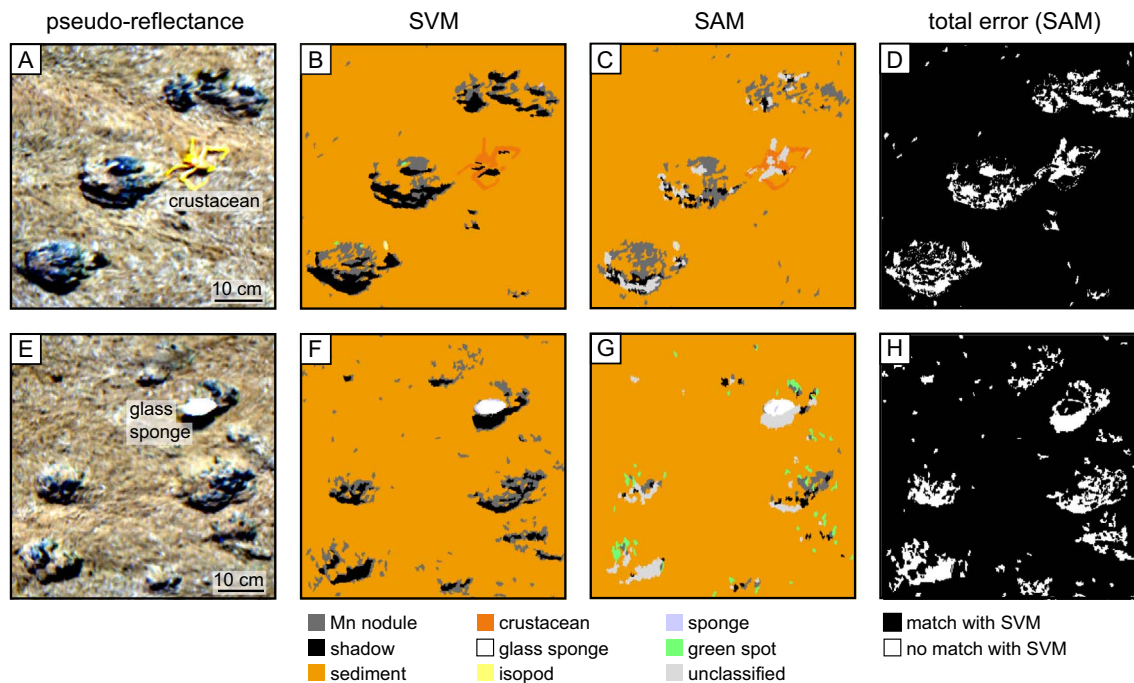 pseudo-reflectance SVM SAM total error (SAM)
A B C D
crustacean
10 cm
E F G H
glass
sponge
10 cm
Mn nodule crustacean sponge match with SVM
shadow glass sponge green spot no match with SVM
sediment isopod unclassified